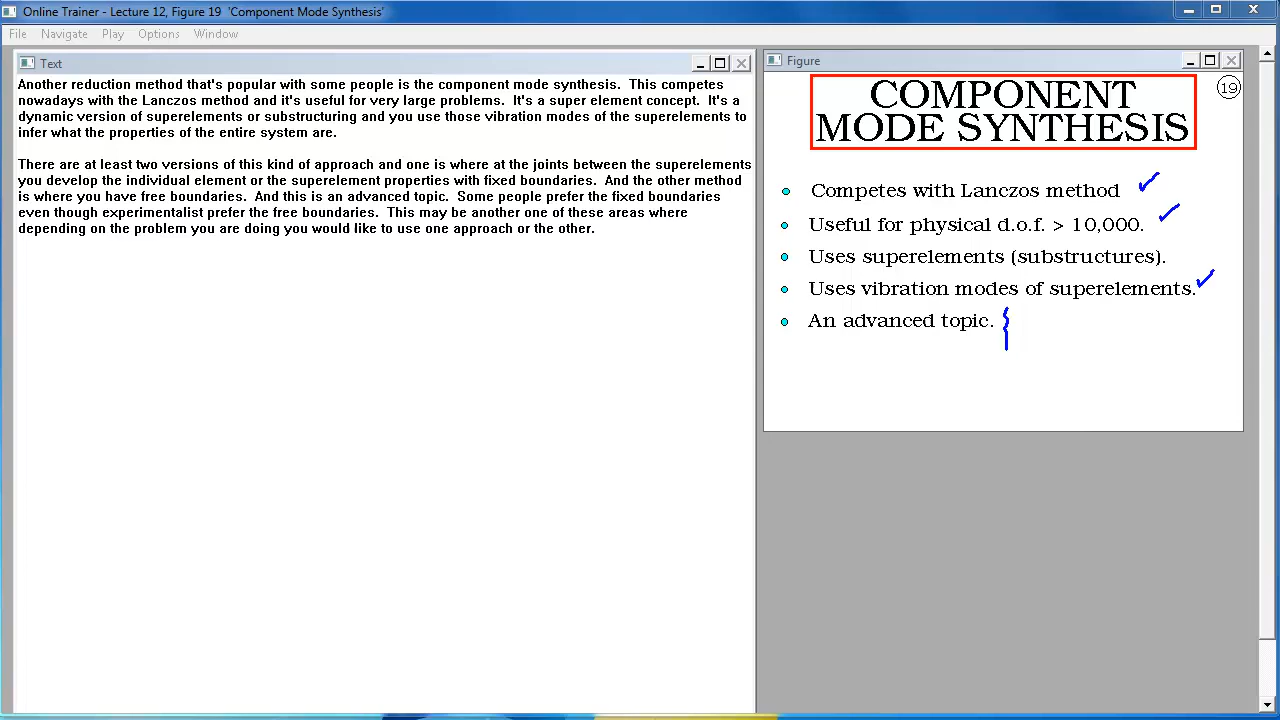 Online Trainer - Lecture 12, Figure 19 'Component Mode Synthesis'
File Navigate Play Options Window
Text
Another reduction method that's popular with some people is the component mode synthesis. This competes
nowadays with the Lanczos method and it's useful for very large problems. It's a super element concept. It's a
dynamic version of superelements or substructuring and you use those vibration modes of the superelements to
infer what the properties of the entire system are.
There are at least two versions of this kind of approach and one is where at the joints between the superelements
you develop the individual element or the superelement properties with fixed boundaries. And the other method
is where you have free boundaries. And this is an advanced topic. Some people prefer the fixed boundaries
even though experimentalist prefer the free boundaries. This may be another one of these areas where
depending on the problem you are doing you would like to use one approach or the other.
Figure
COMPONENT
MODE SYNTHESIS
19
Competes with Lanczos method
Useful for physical d.o.f. > 10,000.
Uses superelements (substructures).
Uses vibration modes of superelements.
An advanced topic.